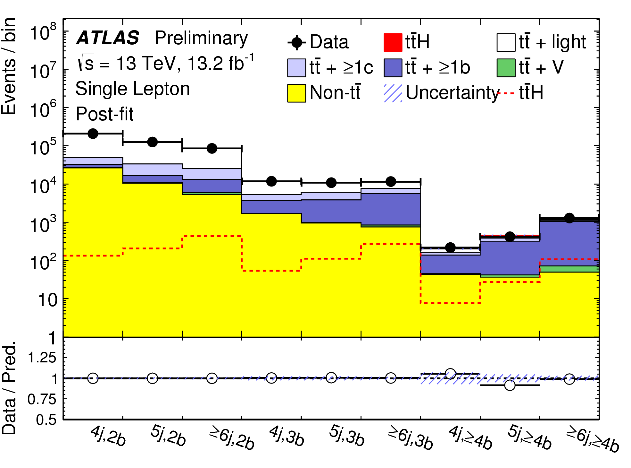 ATLAS Preliminary
√s = 13 TeV, 13.2 fb⁻¹
Single Lepton
Post-fit
Data
tt̄H
tt̄ + light
tt̄ + ≥1c
tt̄ + ≥1b
tt̄ + V
Non-tt̄
Uncertainty
tt̄H
Events / bin
10⁸
10⁷
10⁶
10⁵
10⁴
10³
10²
10
1
Data / Pred.
1.25
1
0.75
0.5
4j,2b
5j,2b
≥6j,2b
4j,3b
5j,3b
≥6j,3b
4j,≥4b
5j,≥4b
≥6j,≥4b